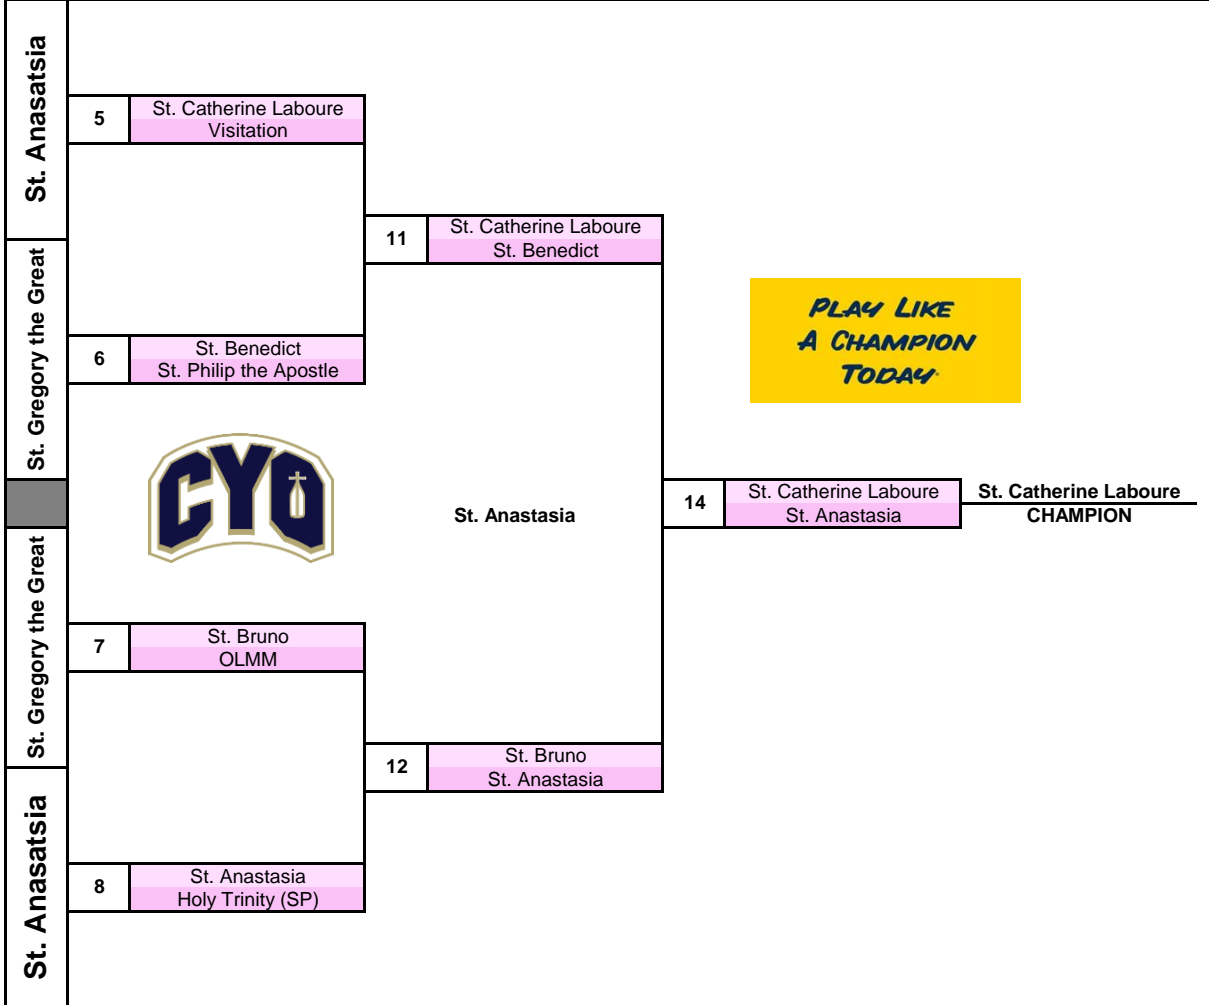 St. Anasatsia
5
St. Catherine Laboure
Visitation
11
St. Catherine Laboure
St. Benedict
St. Gregory the Great
PLAY LIKE
A CHAMPION
TODAY
6
St. Benedict
St. Philip the Apostle
CYO
14
St. Catherine Laboure
St. Anastasia
St. Catherine Laboure
CHAMPION
St. Anastasia
St. Gregory the Great
7
St. Bruno
OLMM
12
St. Bruno
St. Anastasia
St. Anasatsia
8
St. Anastasia
Holy Trinity (SP)